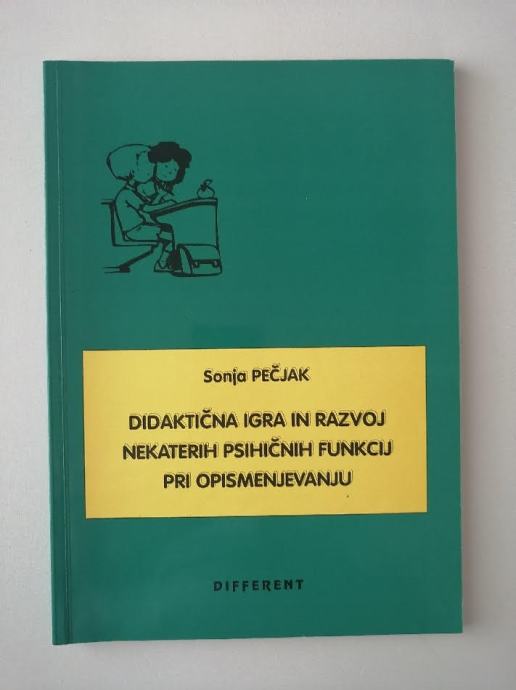 Sonja PEČJAK
DIDAKTIČNA IGRA IN RAZVOJ
NEKATERIH PSIHIČNIH FUNKCIJ
PRI OPISMENJEVANJU
DIFFERENT